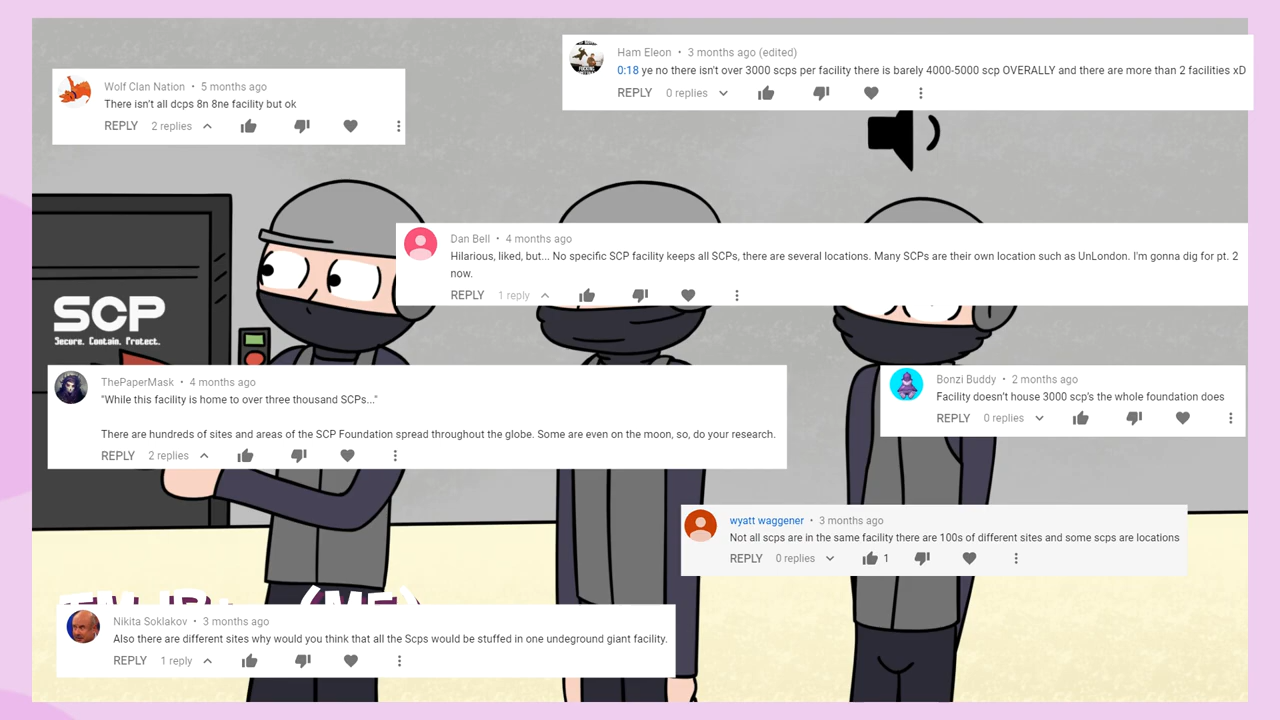 Ham Eleon • 3 months ago (edited)
0:18 ye no there isn't over 3000 scps per facility there is barely 4000-5000 scp OVERALLY and there are more than 2 facilities xD
REPLY 0 replies
Wolf Clan Nation • 5 months ago
There isn't all dcps 8n 8ne facility but ok
REPLY 2 replies
Dan Bell • 4 months ago
Hilarious, liked, but... No specific SCP facility keeps all SCPs, there are several locations. Many SCPs are their own location such as UnLondon. I'm gonna dig for pt. 2
now.
REPLY 1 reply
SCP
Secure. Contain. Protect.
ThePaperMask • 4 months ago
"While this facility is home to over three thousand SCPs..."
There are hundreds of sites and areas of the SCP Foundation spread throughout the globe. Some are even on the moon, so, do your research.
REPLY 2 replies
Bonzi Buddy • 2 months ago
Facility doesn't house 3000 scp's the whole foundation does
REPLY 0 replies
wyatt waggener • 3 months ago
Not all scps are in the same facility there are 100s of different sites and some scps are locations
REPLY 0 replies 1
(ME)
Nikita Soklakov • 3 months ago
Also there are different sites why would you think that all the Scps would be stuffed in one undeground giant facility.
REPLY 1 reply